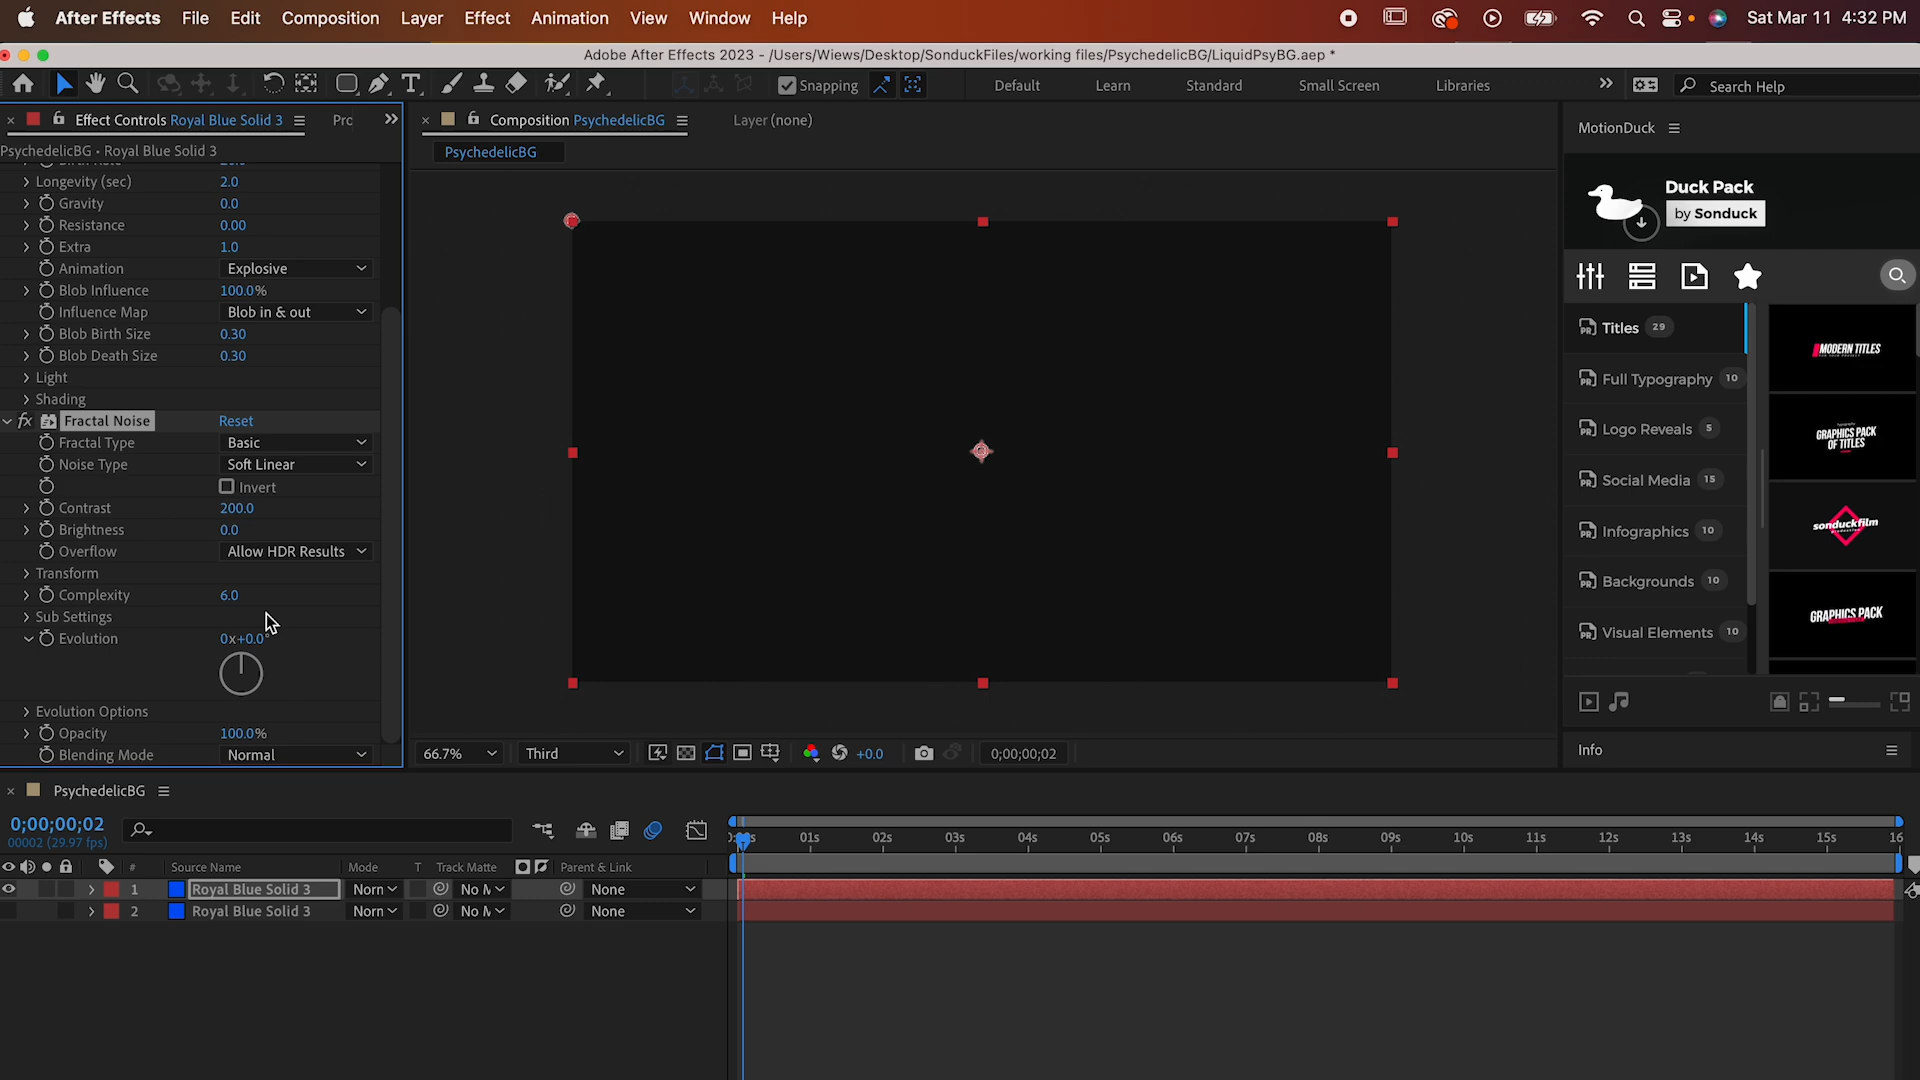 After Effects File Edit Composition Layer Effect Animation View Window Help Sat Mar 11 4:32 PM
Adobe After Effects 2023 - /Users/Wiews/Desktop/SonduckFiles/working files/PsychedelicBG/LiquidPsyBG.aep *
Snapping Default Learn Standard Small Screen Libraries Search Help
Effect Controls Royal Blue Solid 3 Prc
Composition PsychedelicBG Layer (none)
MotionDuck
PsychedelicBG • Royal Blue Solid 3
PsychedelicBG
Longevity (sec) 2.0
Gravity 0.0
Resistance 0.00
Extra 1.0
Animation Explosive
Blob Influence 100.0%
Influence Map Blob in & out
Blob Birth Size 0.30
Blob Death Size 0.30
Light
Shading
Fractal Noise Reset
Fractal Type Basic
Noise Type Soft Linear
Invert
Contrast 200.0
Brightness 0.0
Overflow Allow HDR Results
Transform
Complexity 6.0
Sub Settings
Evolution 0x+0.0°
Evolution Options
Opacity 100.0%
Blending Mode Normal
66.7% Third +0.0 0;00;00;02
Duck Pack
by Sonduck
Titles 29
Full Typography 10
Logo Reveals 5
Social Media 15
Infographics 10
Backgrounds 10
Visual Elements 10
MODERN TITLES
GRAPHICS PACK
OF TITLES
sonduckfilm
GRAPHICS PACK
Info
PsychedelicBG
0;00;00;02
00002 (29.97 fps)
01s 02s 03s 04s 05s 06s 07s 08s 09s 10s 11s 12s 13s 14s 15s 16
# Source Name Mode T Track Matte Parent & Link
1 Royal Blue Solid 3 Norn No M None
2 Royal Blue Solid 3 Norn No M None